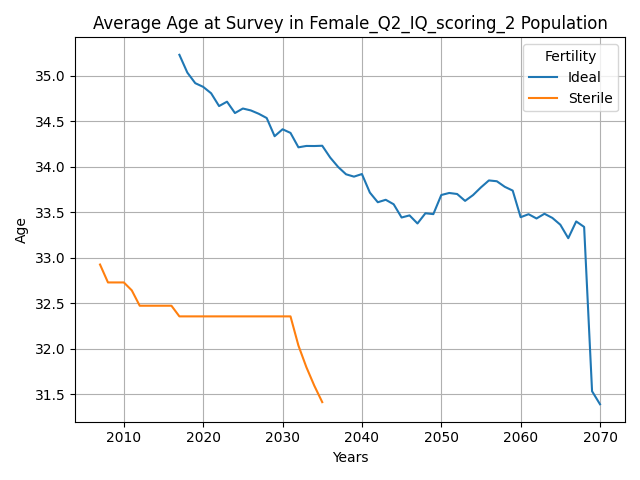 Average Age at Survey in Female_Q2_IQ_scoring_2 Population
Fertility
Ideal
Sterile
Age
35.0
34.5
34.0
33.5
33.0
32.5
32.0
31.5
2010 2020 2030 2040 2050 2060 2070
Years